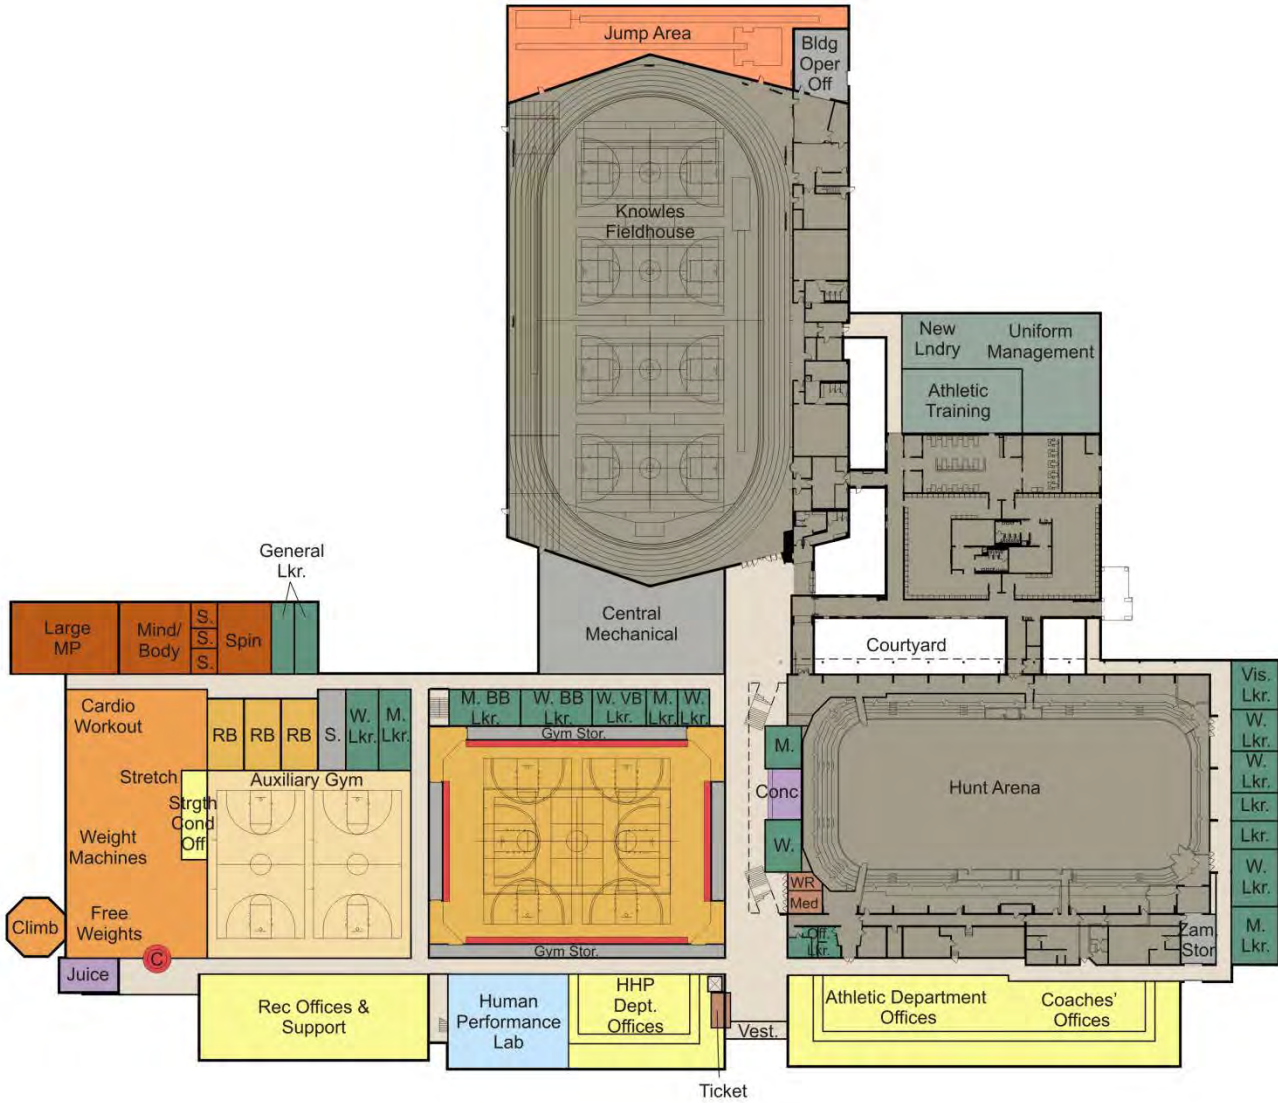 Jump Area
Bldg
Oper
Off
Knowles
Fieldhouse
New
Lndry
Uniform
Management
Athletic
Training
General
Lkr.
Large
MP
Mind/
Body
S.
S.
S.
Spin
Central
Mechanical
Courtyard
Cardio
Workout
RB
RB
RB
S.
W.
Lkr.
M.
Lkr.
M. BB
Lkr.
W. BB
Lkr.
W. VB
Lkr.
M.
Lkr.
W.
Lkr.
Gym Stor.
Vis.
Lkr.
W.
Lkr.
W.
Lkr.
Lkr.
Lkr.
W.
Lkr.
M.
Lkr.
M.
Conc
W.
WR
Med
Off.
Lkr.
Hunt Arena
Zam.
Stor
Stretch
Auxiliary Gym
Strgth
Cond
Off
Weight
Machines
Free
Weights
Climb
C
Juice
Gym Stor.
Rec Offices &
Support
Human
Performance
Lab
HHP
Dept.
Offices
Vest.
Ticket
Athletic Department
Offices
Coaches'
Offices